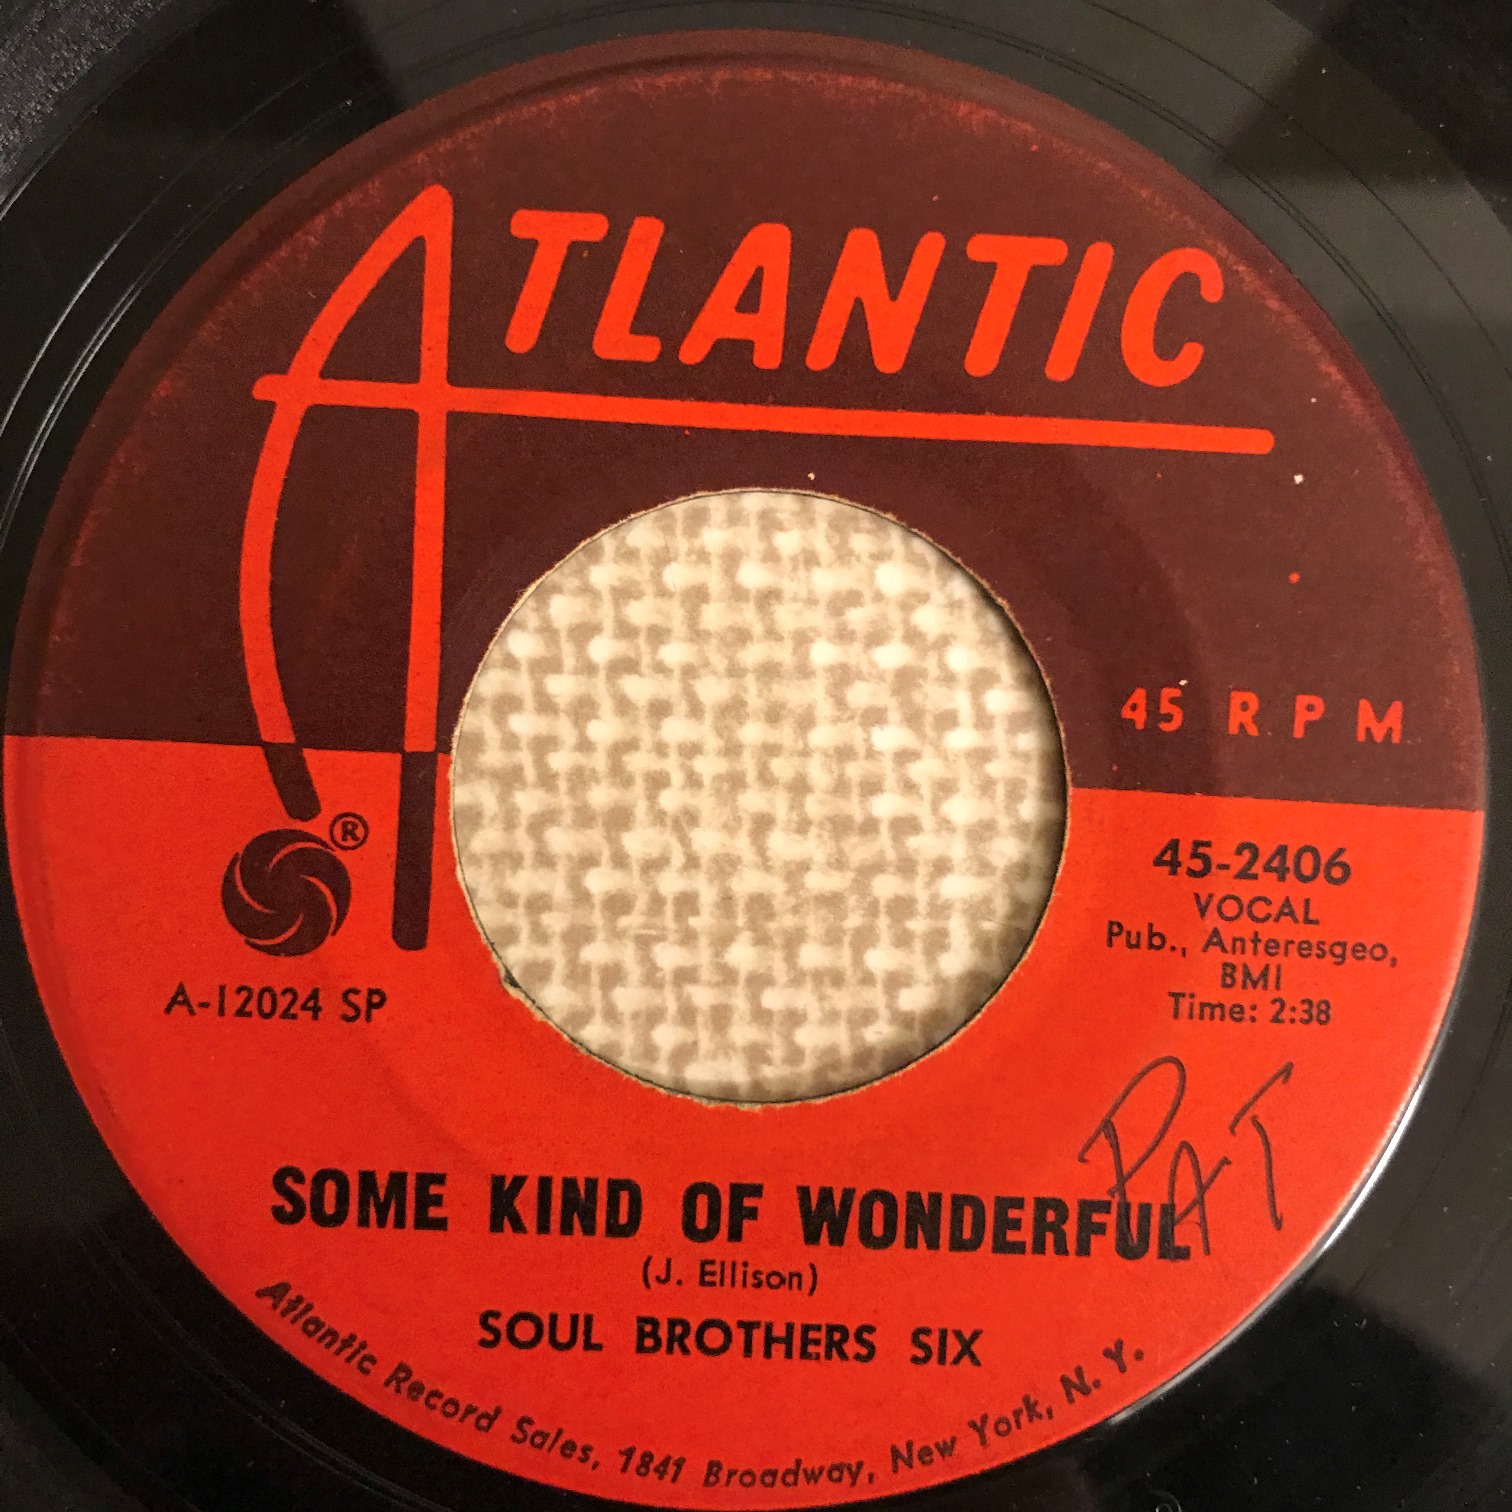 ATLANTIC
45 RPM
®
45-2406
VOCAL
Pub., Anteresgeo,
BMI
Time: 2:38
A-12024 SP
PAT
SOME KIND OF WONDERFUL
(J. Ellison)
SOUL BROTHERS SIX
Atlantic Record Sales, 1841 Broadway, New York, N. Y.